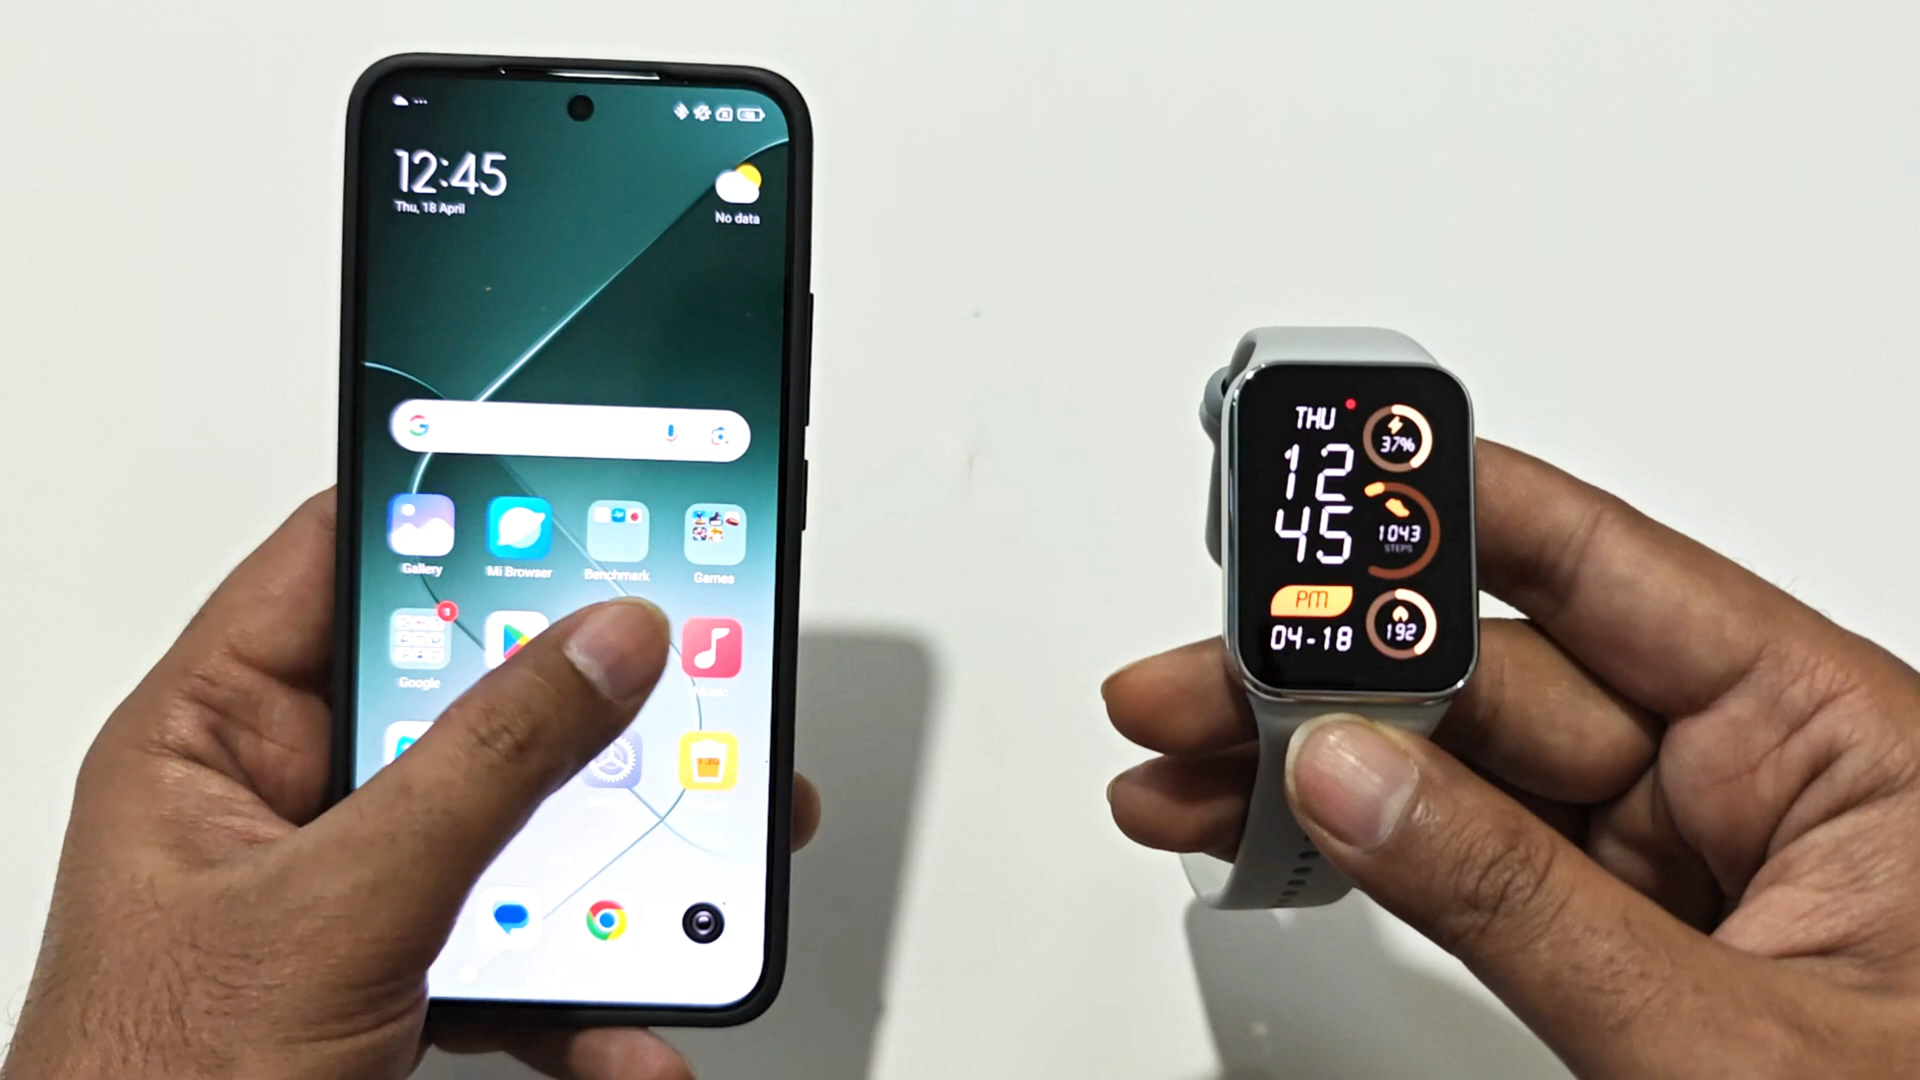 12:45
Thu, 18 April
No data
Gallery
Mi Browser
Benchmark
Games
Google
Music
THU
12
45
PM
04-18
37%
1043
STEPS
192